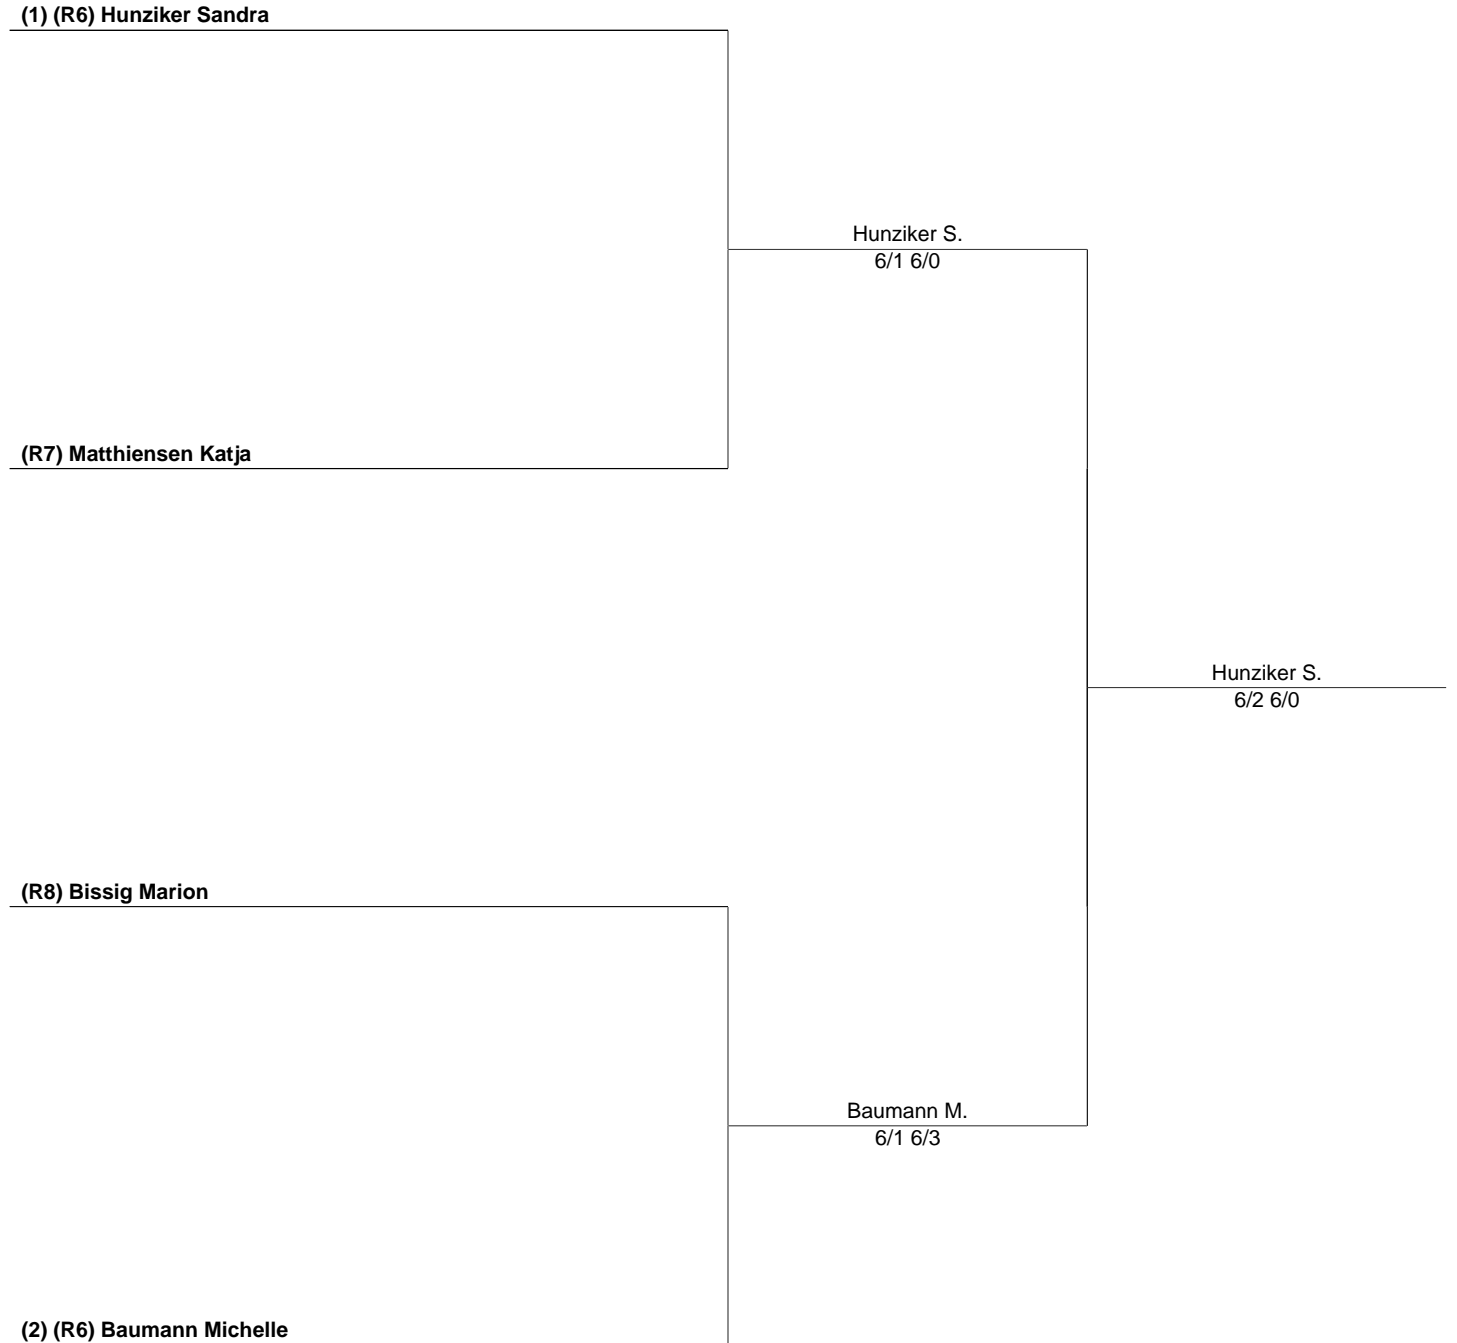 (1) (R6) Hunziker Sandra
Hunziker S.
6/1 6/0
(R7) Matthiensen Katja
Hunziker S.
6/2 6/0
(R8) Bissig Marion
Baumann M.
6/1 6/3
(2) (R6) Baumann Michelle